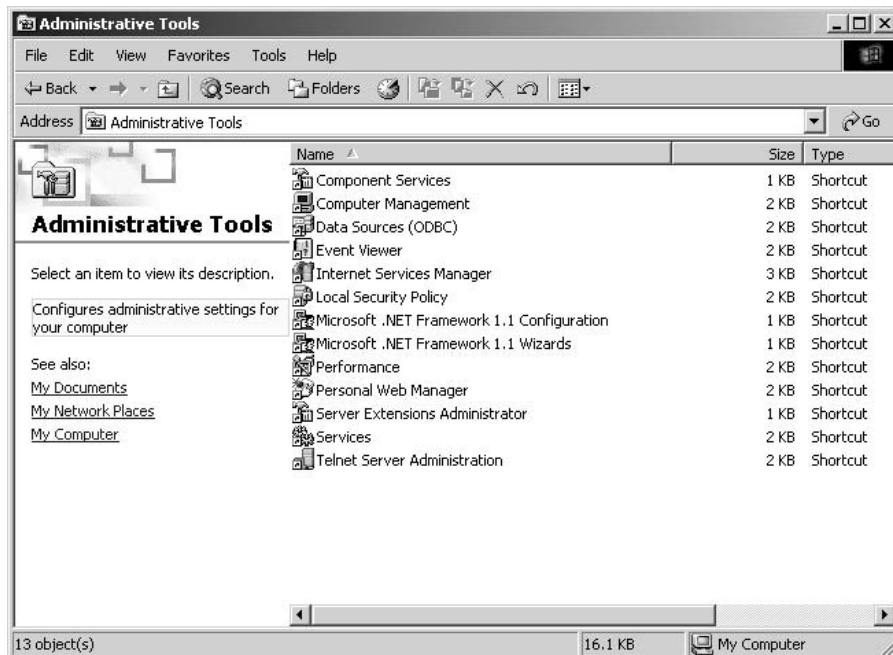 Administrative Tools
File Edit View Favorites Tools Help
Back Search Folders
Address Administrative Tools Go
Name Size Type
Component Services 1 KB Shortcut
Computer Management 2 KB Shortcut
Data Sources (ODBC) 2 KB Shortcut
Event Viewer 2 KB Shortcut
Internet Services Manager 3 KB Shortcut
Local Security Policy 2 KB Shortcut
Microsoft .NET Framework 1.1 Configuration 1 KB Shortcut
Microsoft .NET Framework 1.1 Wizards 1 KB Shortcut
Performance 2 KB Shortcut
Personal Web Manager 2 KB Shortcut
Server Extensions Administrator 1 KB Shortcut
Services 2 KB Shortcut
Telnet Server Administration 2 KB Shortcut
Administrative Tools
Select an item to view its description.
Configures administrative settings for
your computer
See also:
My Documents
My Network Places
My Computer
13 object(s) 16.1 KB My Computer